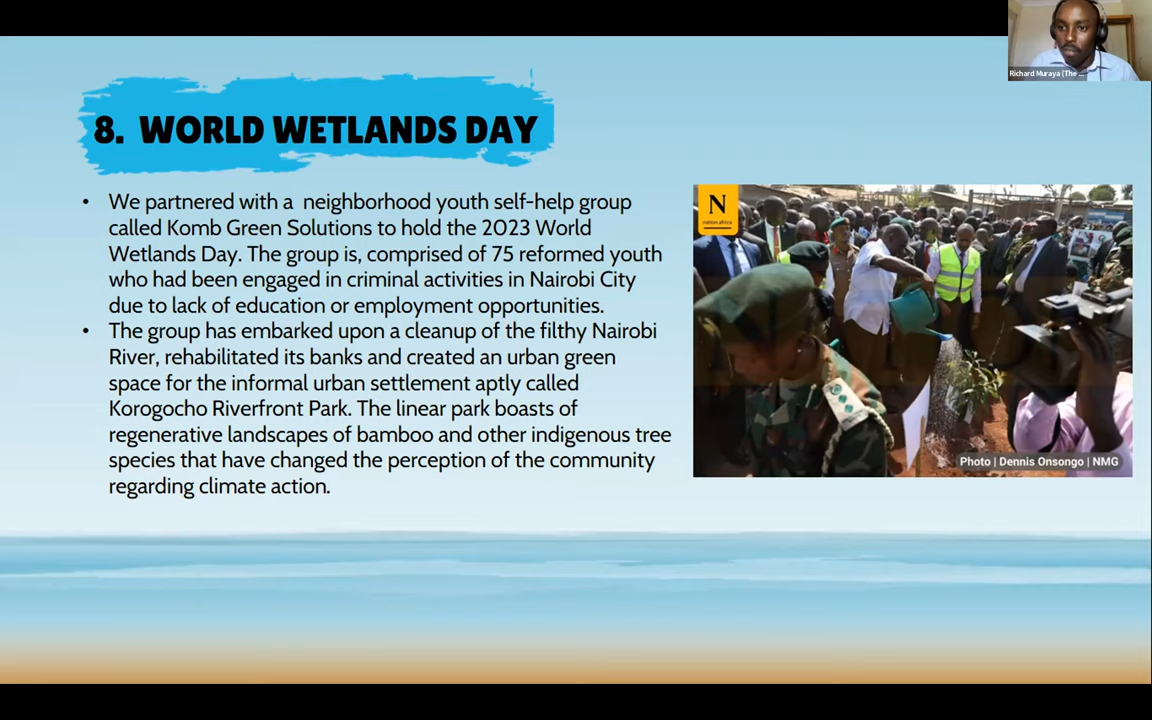 Richard Muraya (The ...
8. WORLD WETLANDS DAY
• We partnered with a neighborhood youth self-help group
called Komb Green Solutions to hold the 2023 World
Wetlands Day. The group is, comprised of 75 reformed youth
who had been engaged in criminal activities in Nairobi City
due to lack of education or employment opportunities.
• The group has embarked upon a cleanup of the filthy Nairobi
River, rehabilitated its banks and created an urban green
space for the informal urban settlement aptly called
Korogocho Riverfront Park. The linear park boasts of
regenerative landscapes of bamboo and other indigenous tree
species that have changed the perception of the community
regarding climate action.
N
nation.africa
Photo | Dennis Onsongo | NMG